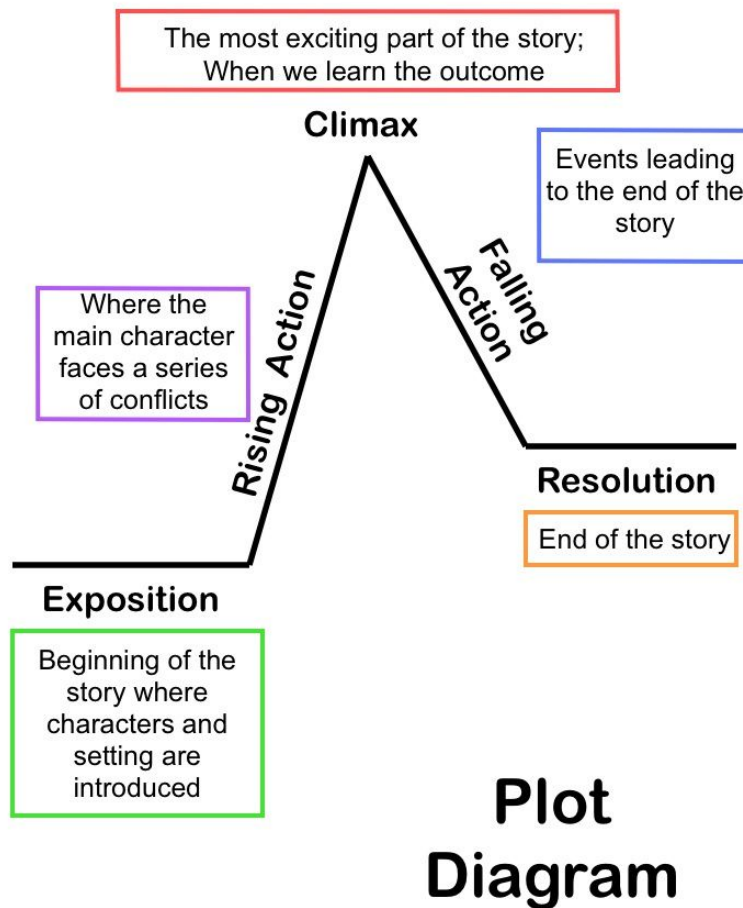 The most exciting part of the story;
When we learn the outcome
Climax
Events leading
to the end of the
story
Falling
Action
Where the
main character
faces a series
of conflicts
Rising Action
Resolution
End of the story
Exposition
Beginning of the
story where
characters and
setting are
introduced
Plot
Diagram